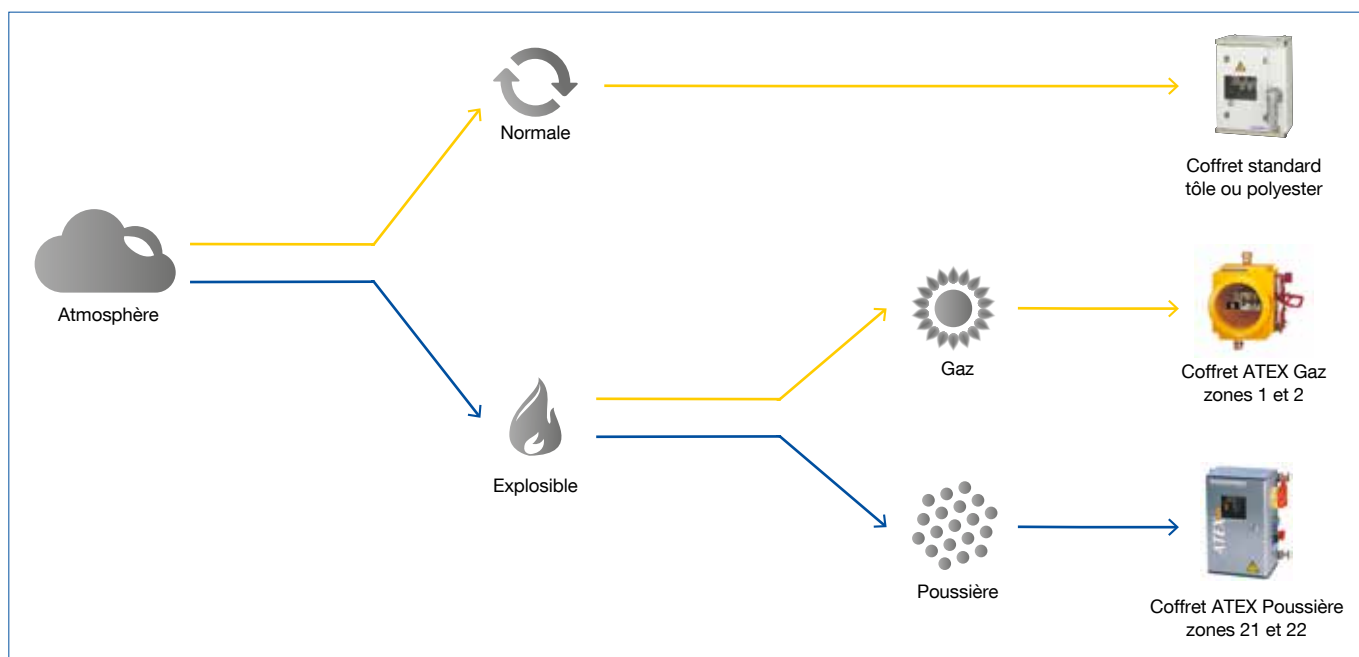 Normale
Coffret standard
tôle ou polyester
Atmosphère
Gaz
Coffret ATEX Gaz
zones 1 et 2
Explosible
ATEX
Poussière
Coffret ATEX Poussière
zones 21 et 22